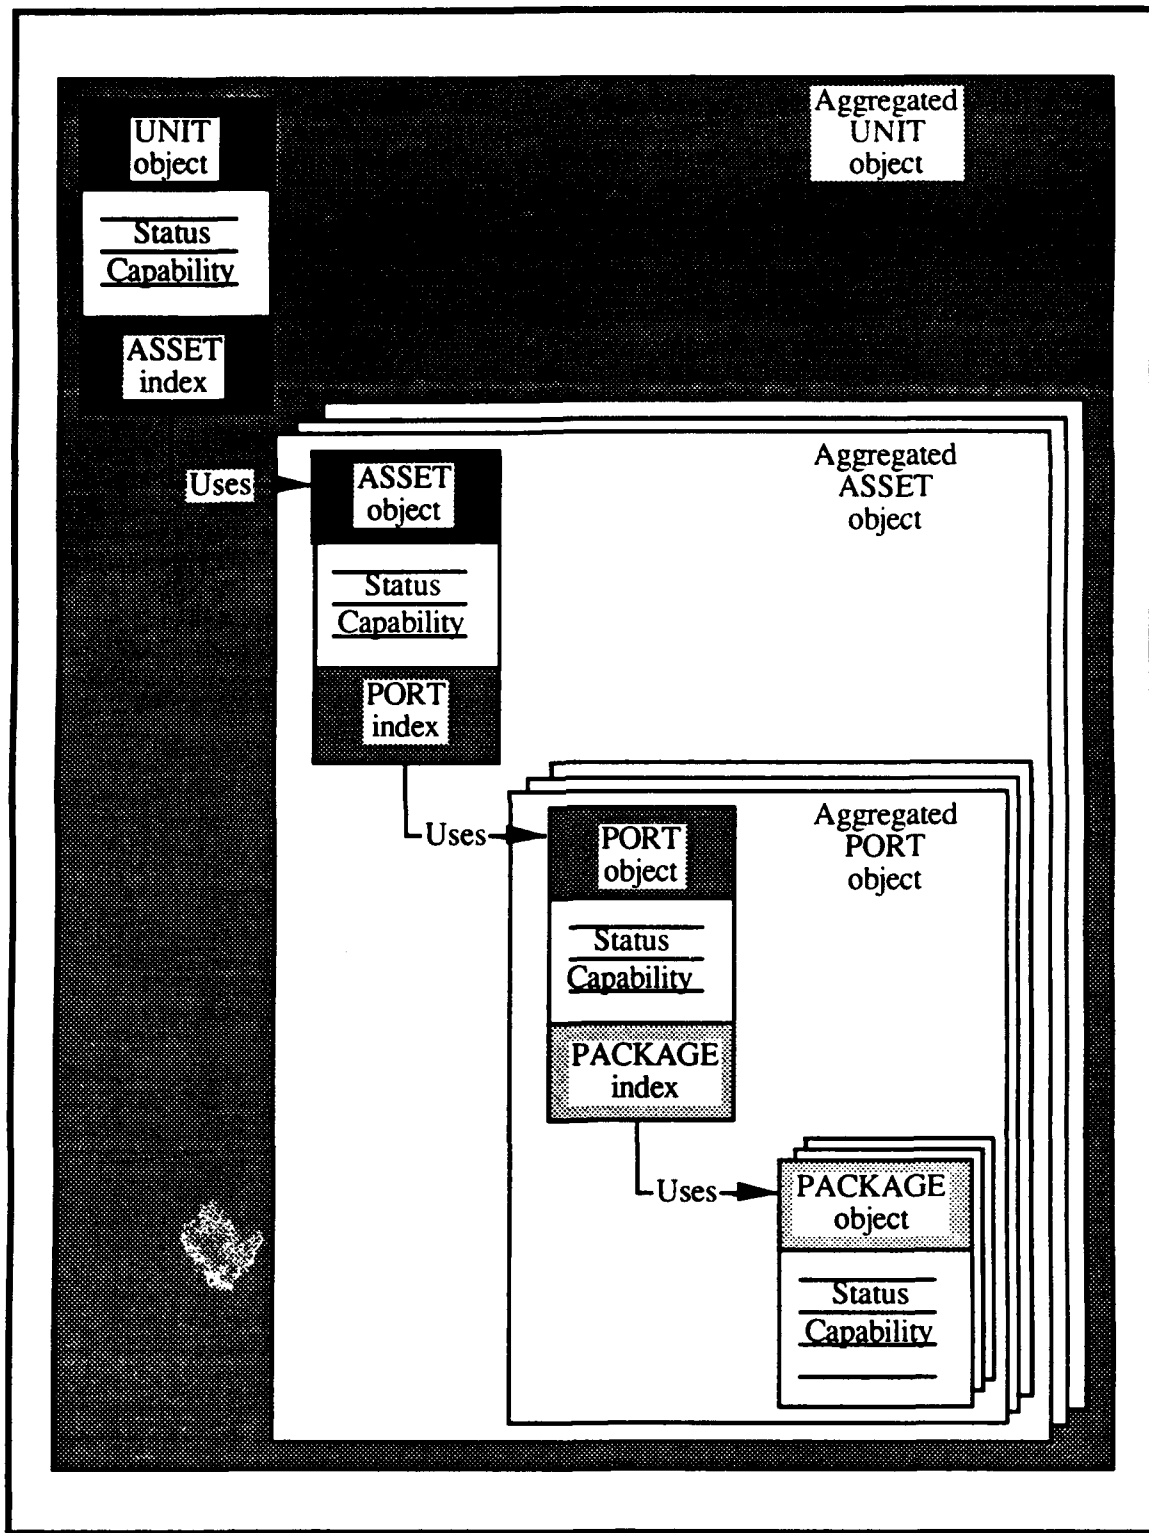 UNIT
object
Status
Capability
ASSET
index
Aggregated
UNIT
object
Uses
ASSET
object
Status
Capability
PORT
index
Aggregated
ASSET
object
Uses
PORT
object
Status
Capability
PACKAGE
index
Aggregated
PORT
object
Uses
PACKAGE
object
Status
Capability